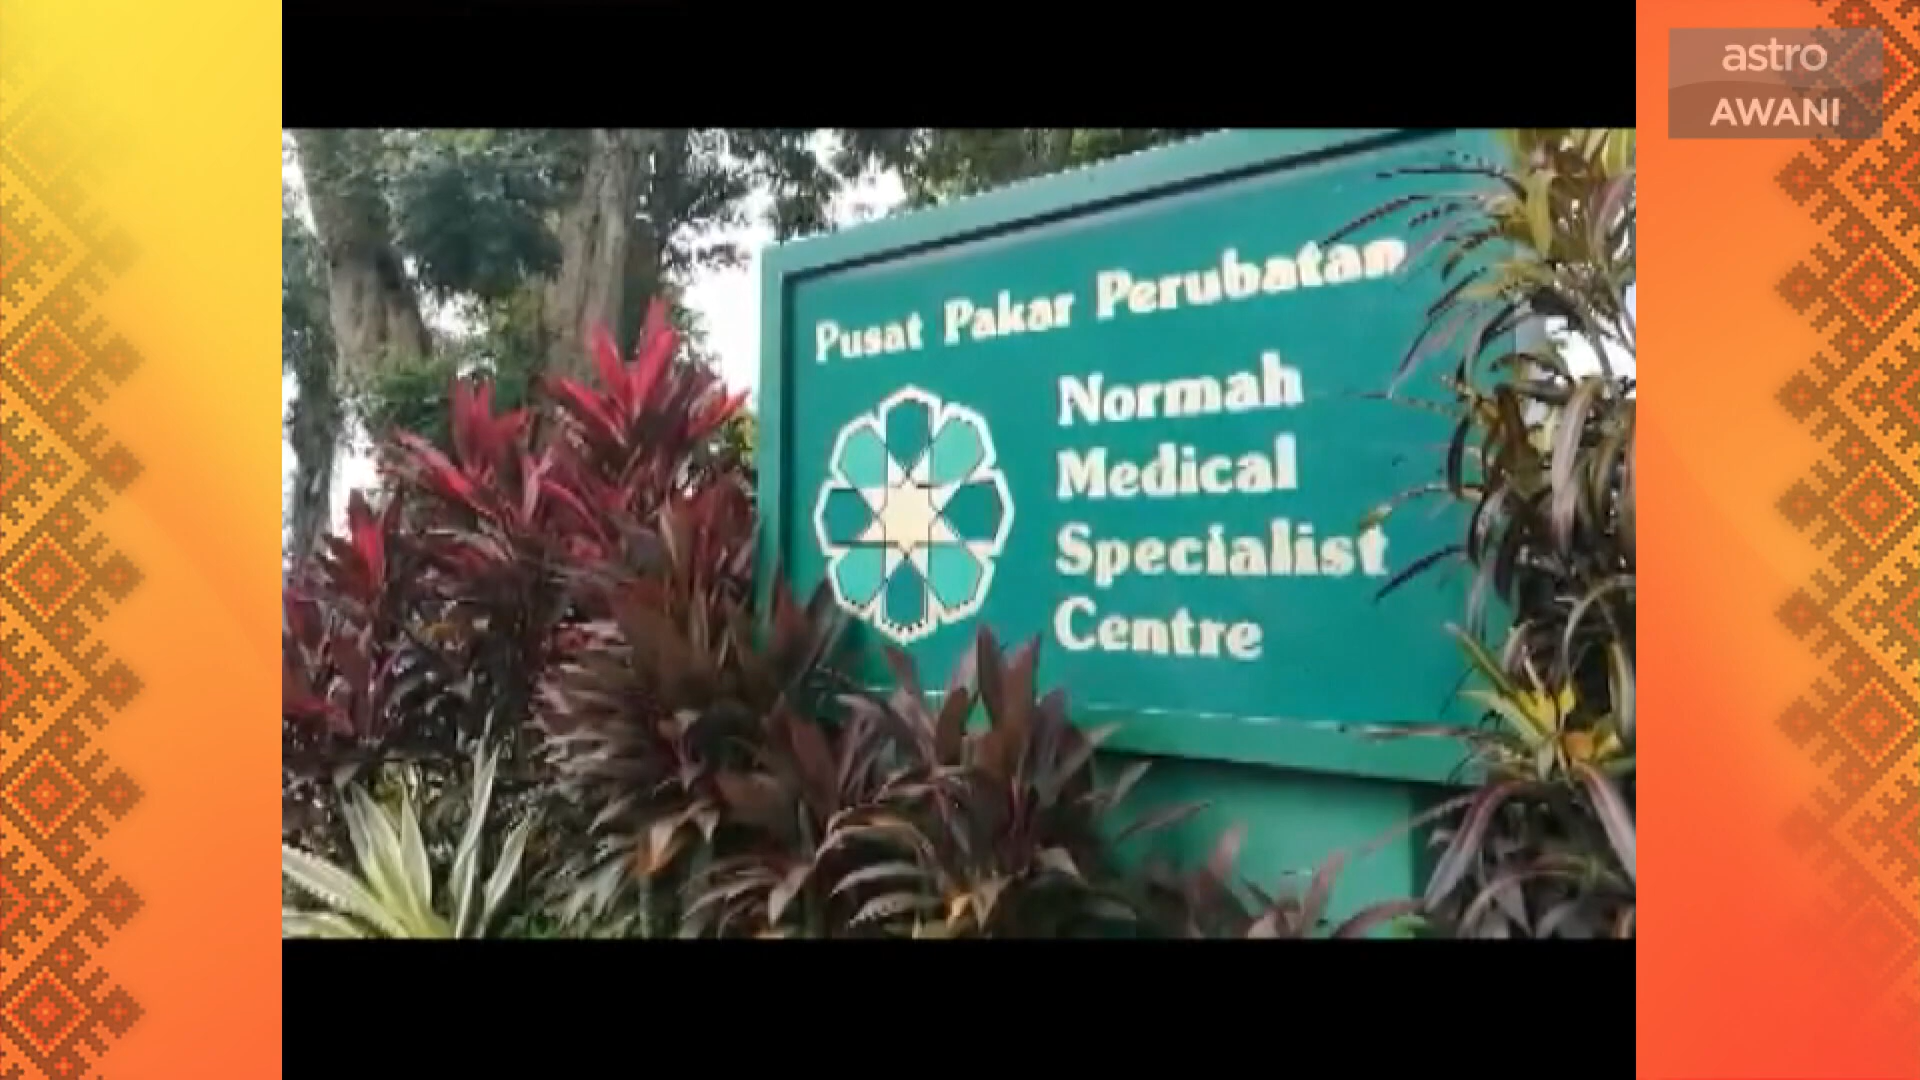 astro
AWANI
Pusat Pakar Perubatan
Normah
Medical
Specialist
Centre